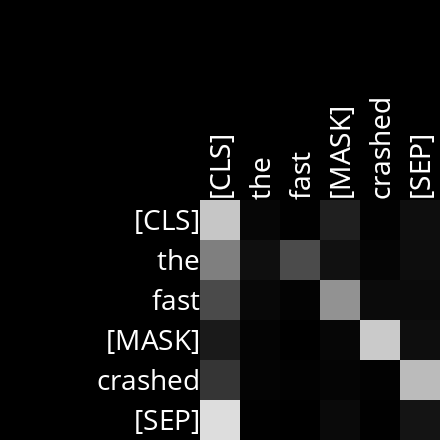 [CLS] the fast [MASK] crashed [SEP]
[CLS]
the
fast
[MASK]
crashed
[SEP]